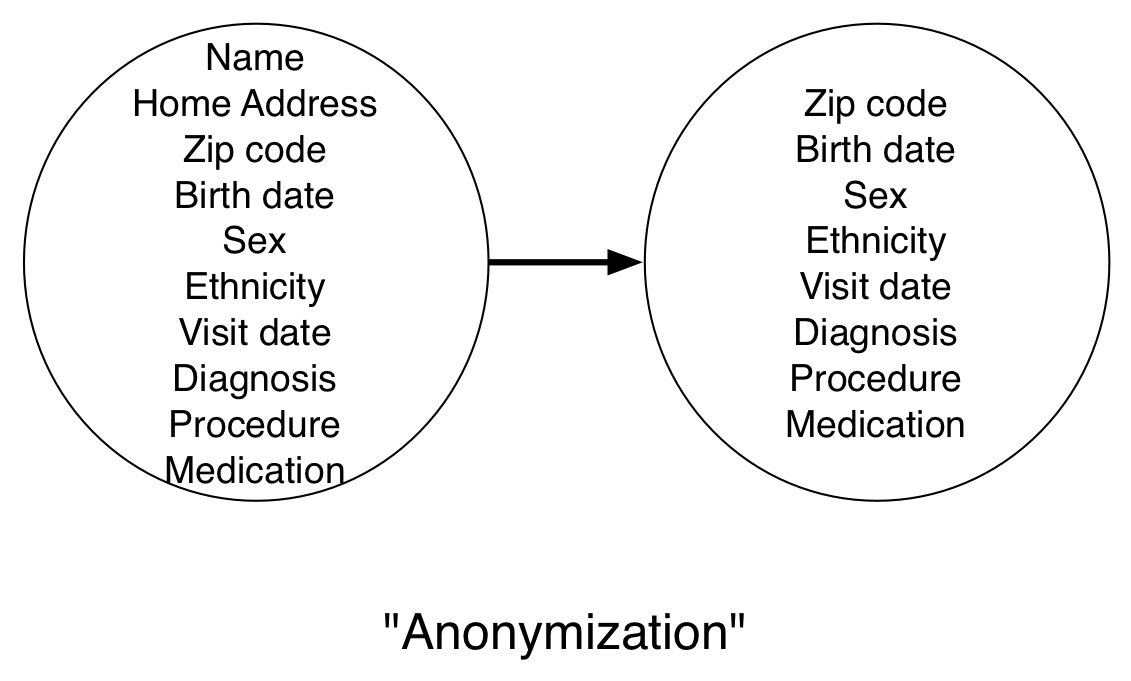 Name
Home Address
Zip code
Birth date
Sex
Ethnicity
Visit date
Diagnosis
Procedure
Medication
Zip code
Birth date
Sex
Ethnicity
Visit date
Diagnosis
Procedure
Medication
"Anonymization"